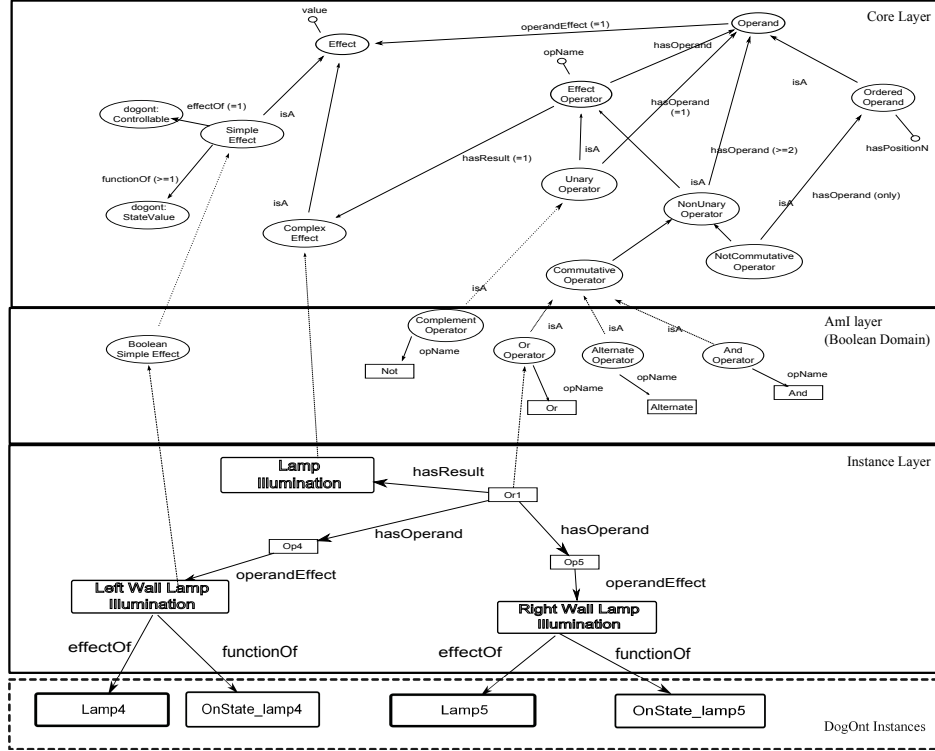 value
Core Layer
operandEffect (=1)
Operand
Effect
hasOperand
opName
effectOf (=1)
isA
dogont:
Controllable
Effect
Operator
isA
Ordered
Operand
Simple
Effect
hasOperand
(=1)
hasPositionN
functionOf (>=1)
hasResult (=1)
isA
hasOperand (>=2)
Unary
Operator
isA
hasOperand (only)
dogont:
StateValue
isA
NonUnary
Operator
isA
Complex
Effect
NotCommutative
Operator
Commutative
Operator
isA
AmI layer
(Boolean Domain)
Complement
Operator
isA
isA
isA
Boolean
Simple Effect
opName
Or
Operator
Alternate
Operator
And
Operator
Not
opName
opName
opName
And
Or
Alternate
Instance Layer
Lamp
Illumination
hasResult
Or1
hasOperand
hasOperand
Op4
Op5
operandEffect
operandEffect
Left Wall Lamp
Illumination
Right Wall Lamp
Illumination
effectOf
functionOf
effectOf
functionOf
Lamp4
OnState_lamp4
Lamp5
OnState_lamp5
DogOnt Instances